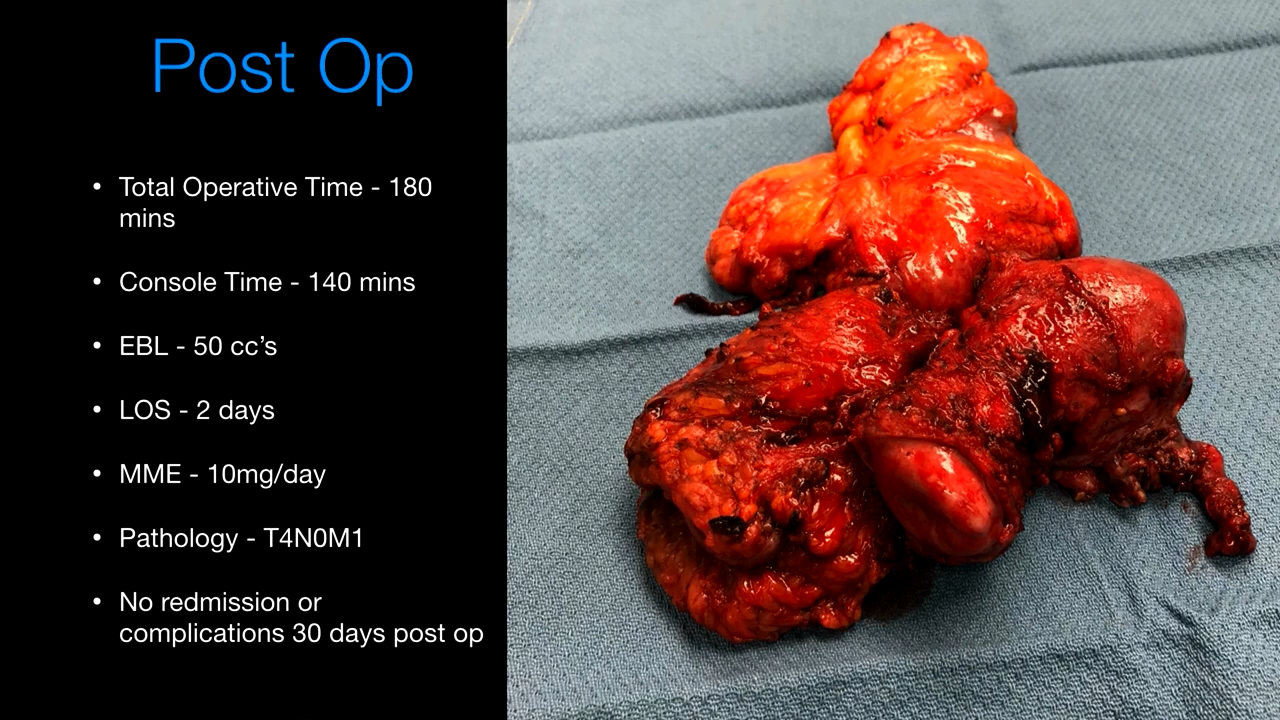 Post Op
• Total Operative Time - 180
mins
• Console Time - 140 mins
• EBL - 50 cc’s
• LOS - 2 days
• MME - 10mg/day
• Pathology - T4N0M1
• No redmission or
complications 30 days post op